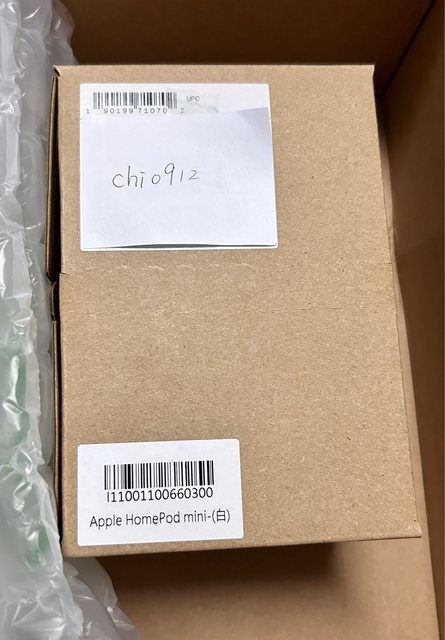 UPC
1 90199 71070 2
chi0912
I11001100660300
Apple HomePod mini-(白)